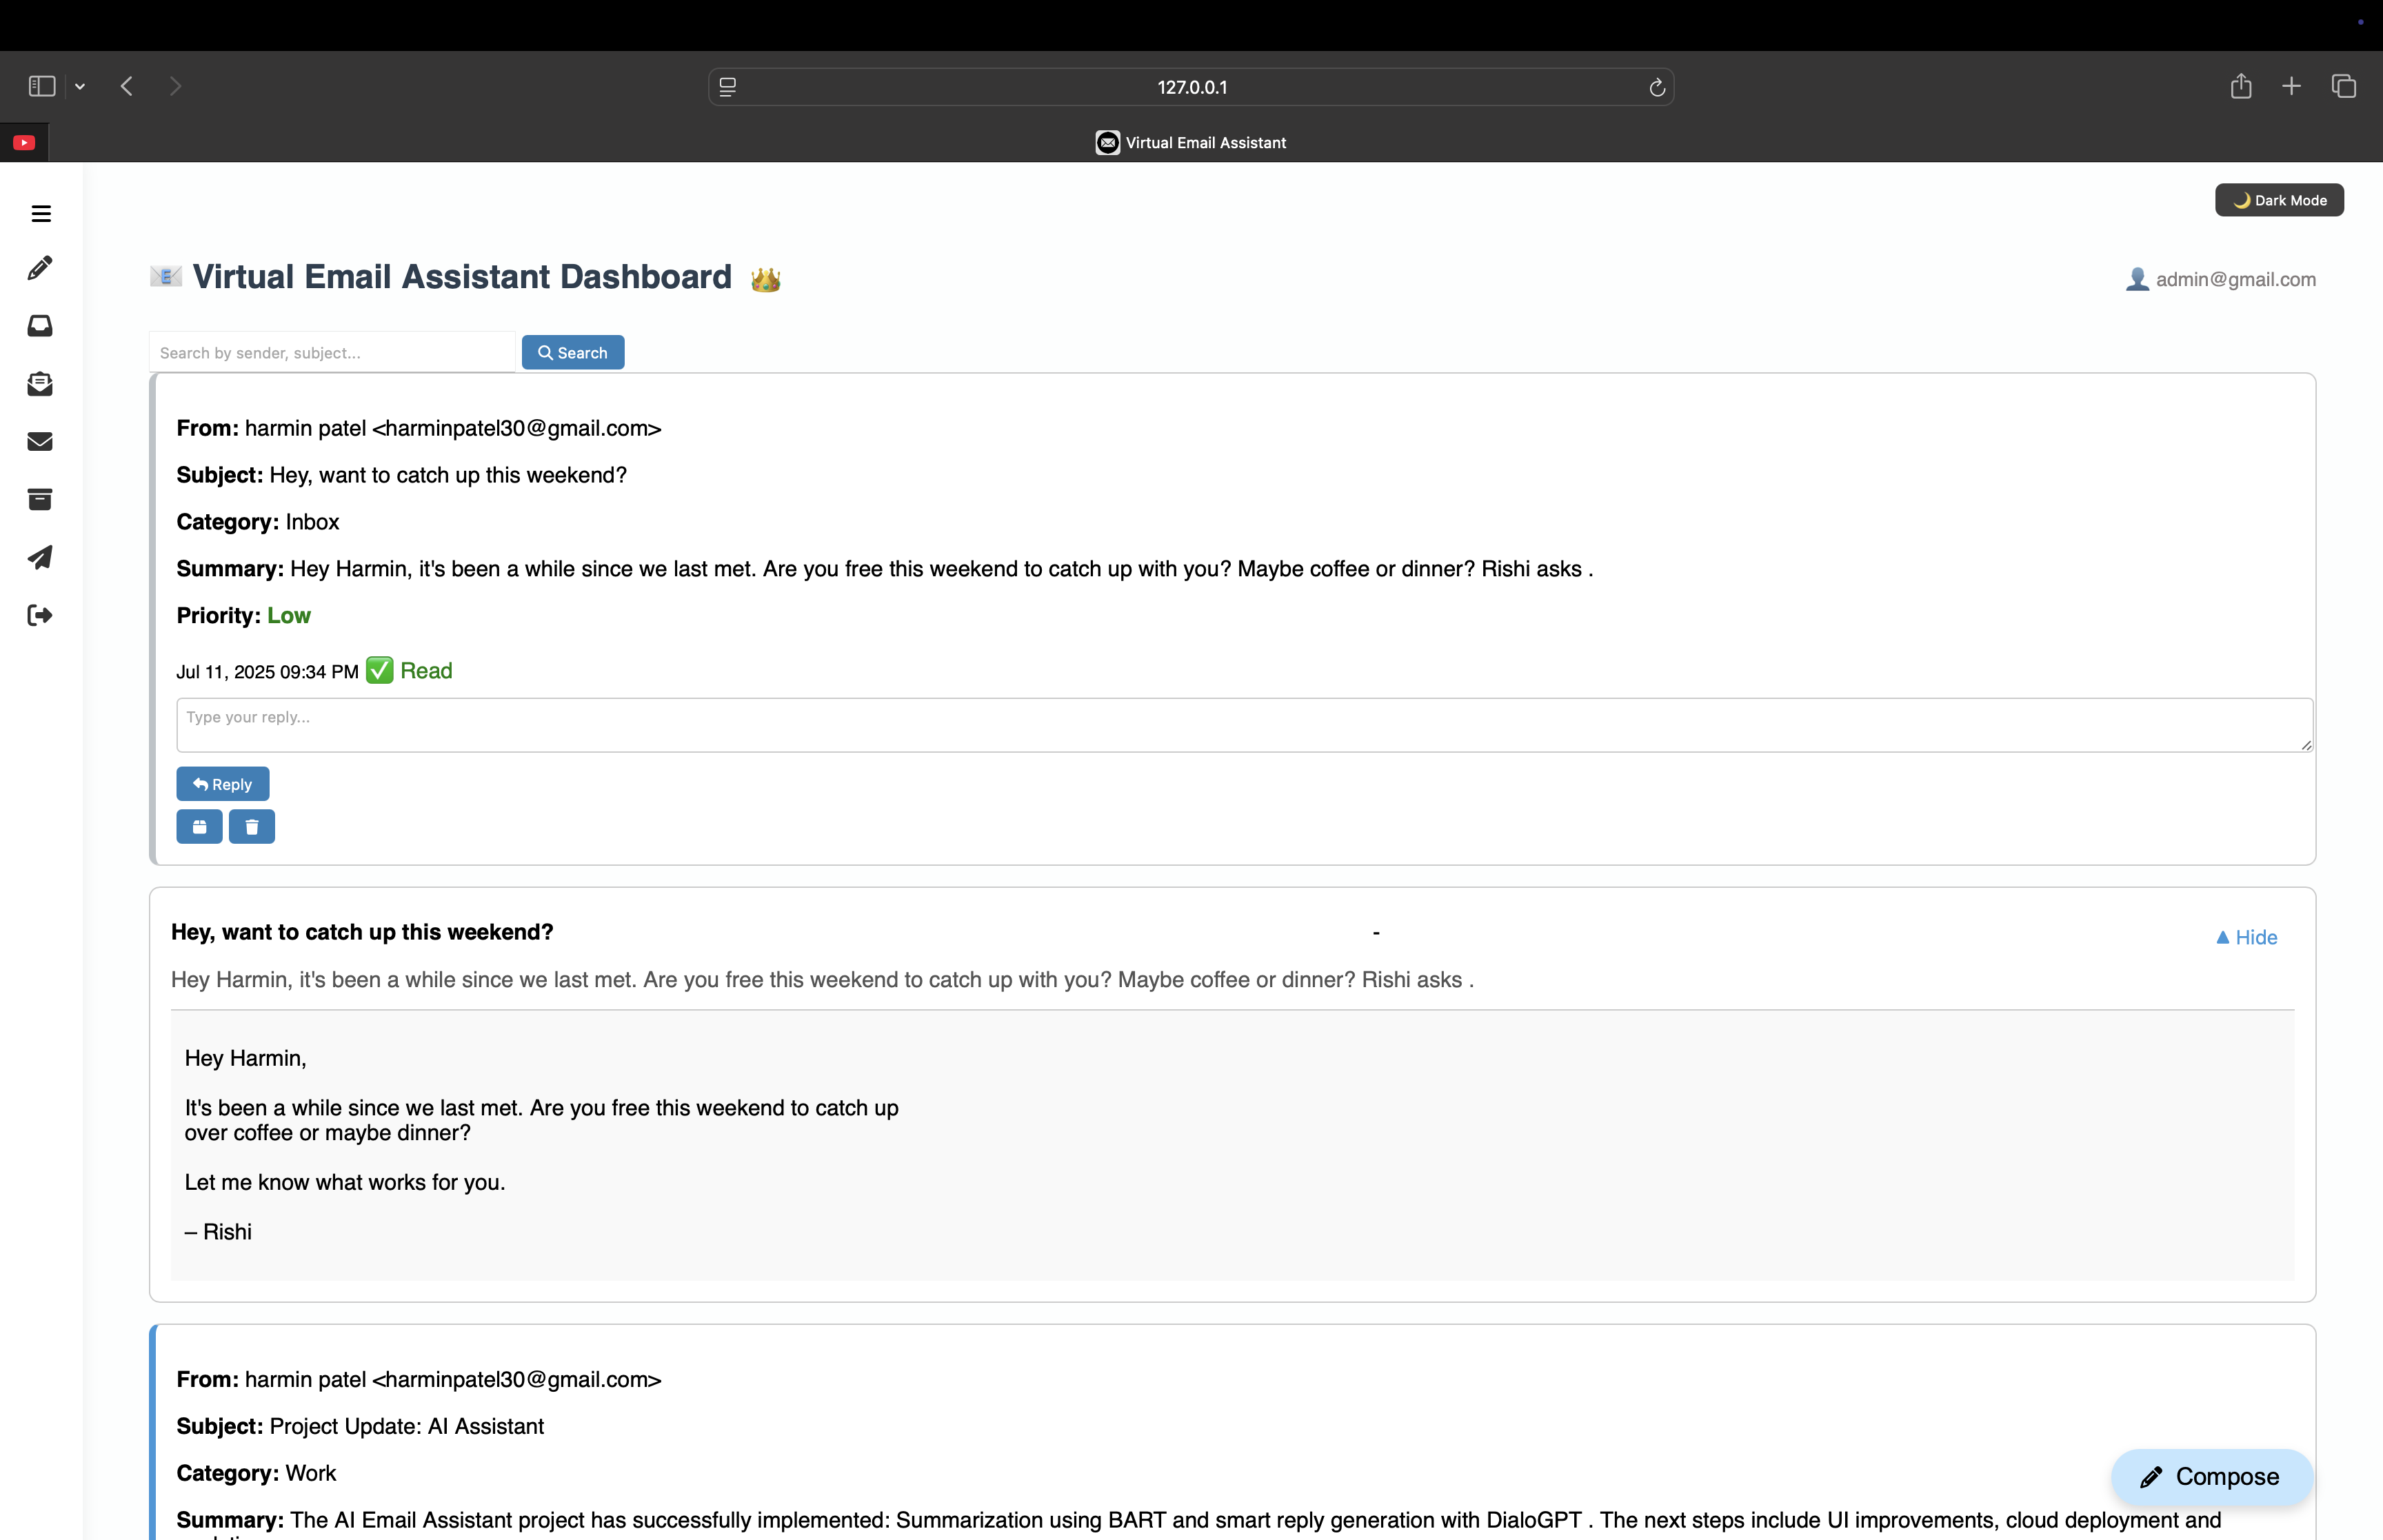 127.0.0.1
Virtual Email Assistant
🌙 Dark Mode
📧 Virtual Email Assistant Dashboard 👑
👤 admin@gmail.com
Search by sender, subject...
Search
From: harmin patel <harminpatel30@gmail.com>
Subject: Hey, want to catch up this weekend?
Category: Inbox
Summary: Hey Harmin, it's been a while since we last met. Are you free this weekend to catch up with you? Maybe coffee or dinner? Rishi asks .
Priority: Low
Jul 11, 2025 09:34 PM ✅ Read
Type your reply...
Reply
Hey, want to catch up this weekend? -
▲ Hide
Hey Harmin, it's been a while since we last met. Are you free this weekend to catch up with you? Maybe coffee or dinner? Rishi asks .
Hey Harmin,
It's been a while since we last met. Are you free this weekend to catch up
over coffee or maybe dinner?
Let me know what works for you.
– Rishi
From: harmin patel <harminpatel30@gmail.com>
Subject: Project Update: AI Assistant
Category: Work
Compose
Summary: The AI Email Assistant project has successfully implemented: Summarization using BART and smart reply generation with DialoGPT . The next steps include UI improvements, cloud deployment and